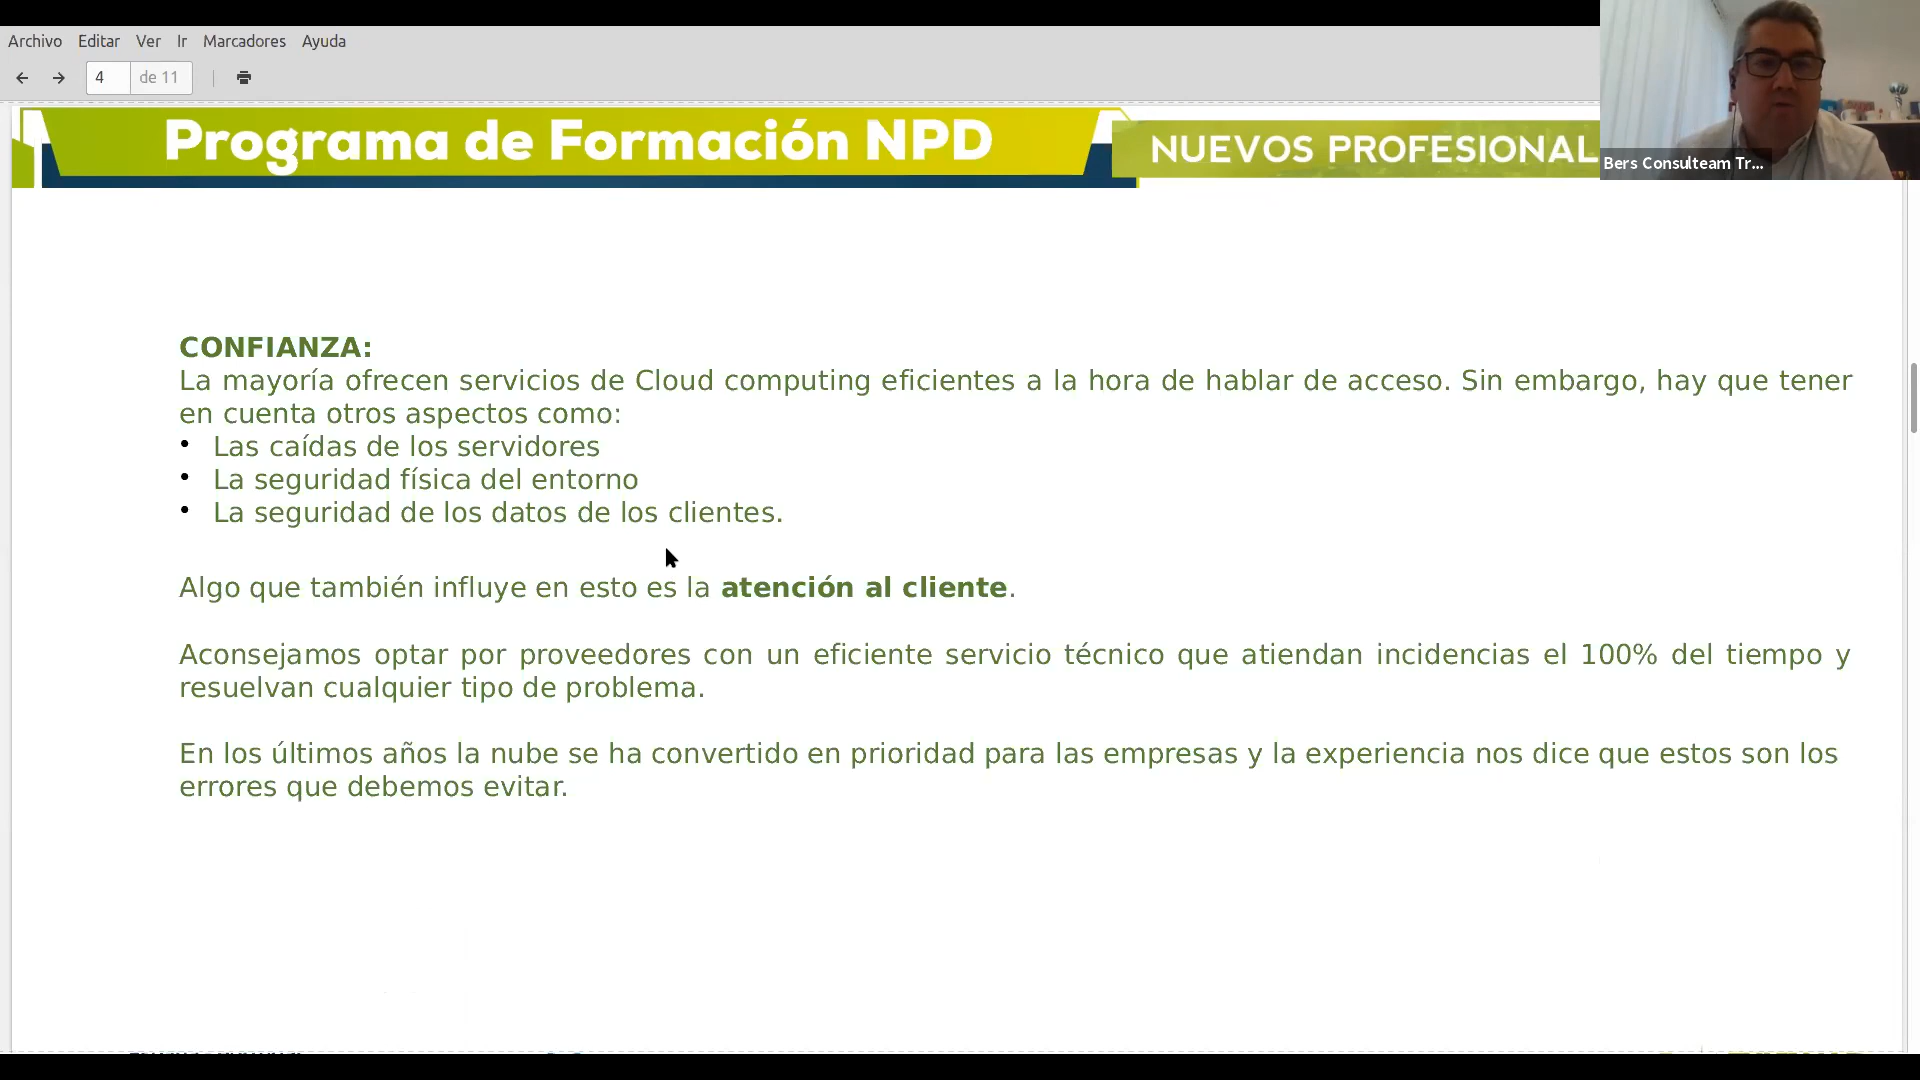 Archivo Editar Ver Ir Marcadores Ayuda
4 de 11
Programa de Formación NPD
NUEVOS PROFESIONAL
Bers Consulteam Tr...
CONFIANZA:
La mayoría ofrecen servicios de Cloud computing eficientes a la hora de hablar de acceso. Sin embargo, hay que tener
en cuenta otros aspectos como:
• Las caídas de los servidores
• La seguridad física del entorno
• La seguridad de los datos de los clientes.
Algo que también influye en esto es la atención al cliente.
Aconsejamos optar por proveedores con un eficiente servicio técnico que atiendan incidencias el 100% del tiempo y
resuelvan cualquier tipo de problema.
En los últimos años la nube se ha convertido en prioridad para las empresas y la experiencia nos dice que estos son los
errores que debemos evitar.